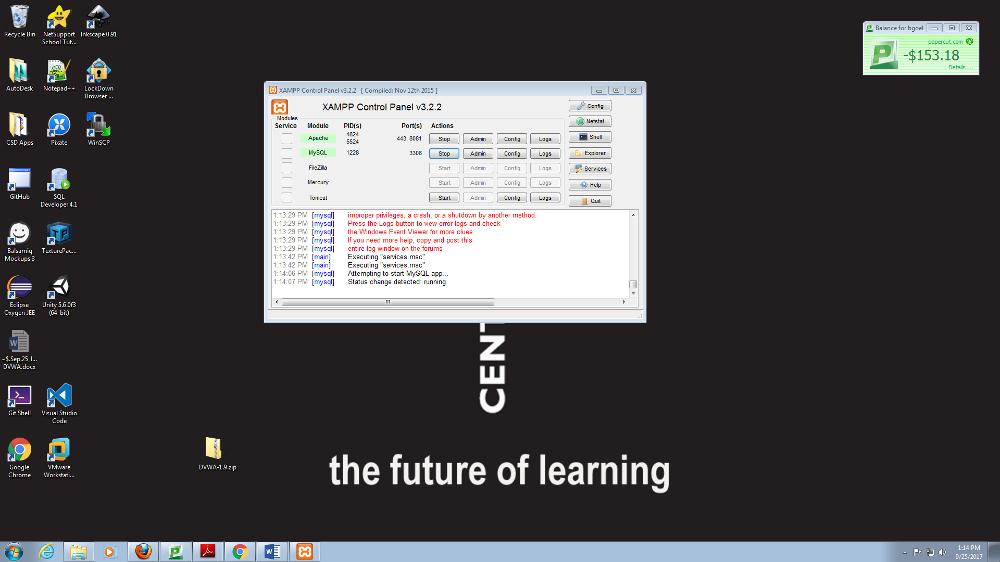 Recycle Bin
NetSupport
School Tut...
Inkscape 0.91
AutoDesk
Notepad++
LockDown
Browser ...
CSD Apps
Pixate
WinSCP
GitHub
SQL
Developer 4.1
Balsamiq
Mockups 3
TexturePac...
Eclipse
Oxygen JEE
Unity 5.6.0f3
(64-bit)
~$.Sep.25_I...
DVWA.docx
Git Shell
Visual Studio
Code
Google
Chrome
VMware
Workstati...
DVWA-1.9.zip
Balance for bgoel
papercut.com
-$153.18
Details ...
XAMPP Control Panel v3.2.2 [ Compiled: Nov 12th 2015 ]
XAMPP Control Panel v3.2.2
Modules
Service Module PID(s) Port(s) Actions
Apache 4824 5524 443, 8081 Stop Admin Config Logs
MySQL 1228 3306 Stop Admin Config Logs
FileZilla Start Admin Config Logs
Mercury Start Admin Config Logs
Tomcat Start Admin Config Logs
Config
Netstat
Shell
Explorer
Services
Help
Quit
1:13:29 PM [mysql] improper privileges, a crash, or a shutdown by another method.
1:13:29 PM [mysql] Press the Logs button to view error logs and check
1:13:29 PM [mysql] the Windows Event Viewer for more clues
1:13:29 PM [mysql] If you need more help, copy and post this
1:13:29 PM [mysql] entire log window on the forums
1:13:42 PM [main] Executing "services.msc"
1:13:42 PM [main] Executing "services.msc"
1:14:06 PM [mysql] Attempting to start MySQL app...
1:14:07 PM [mysql] Status change detected: running
CENT
the future of learning
1:14 PM
9/25/2017